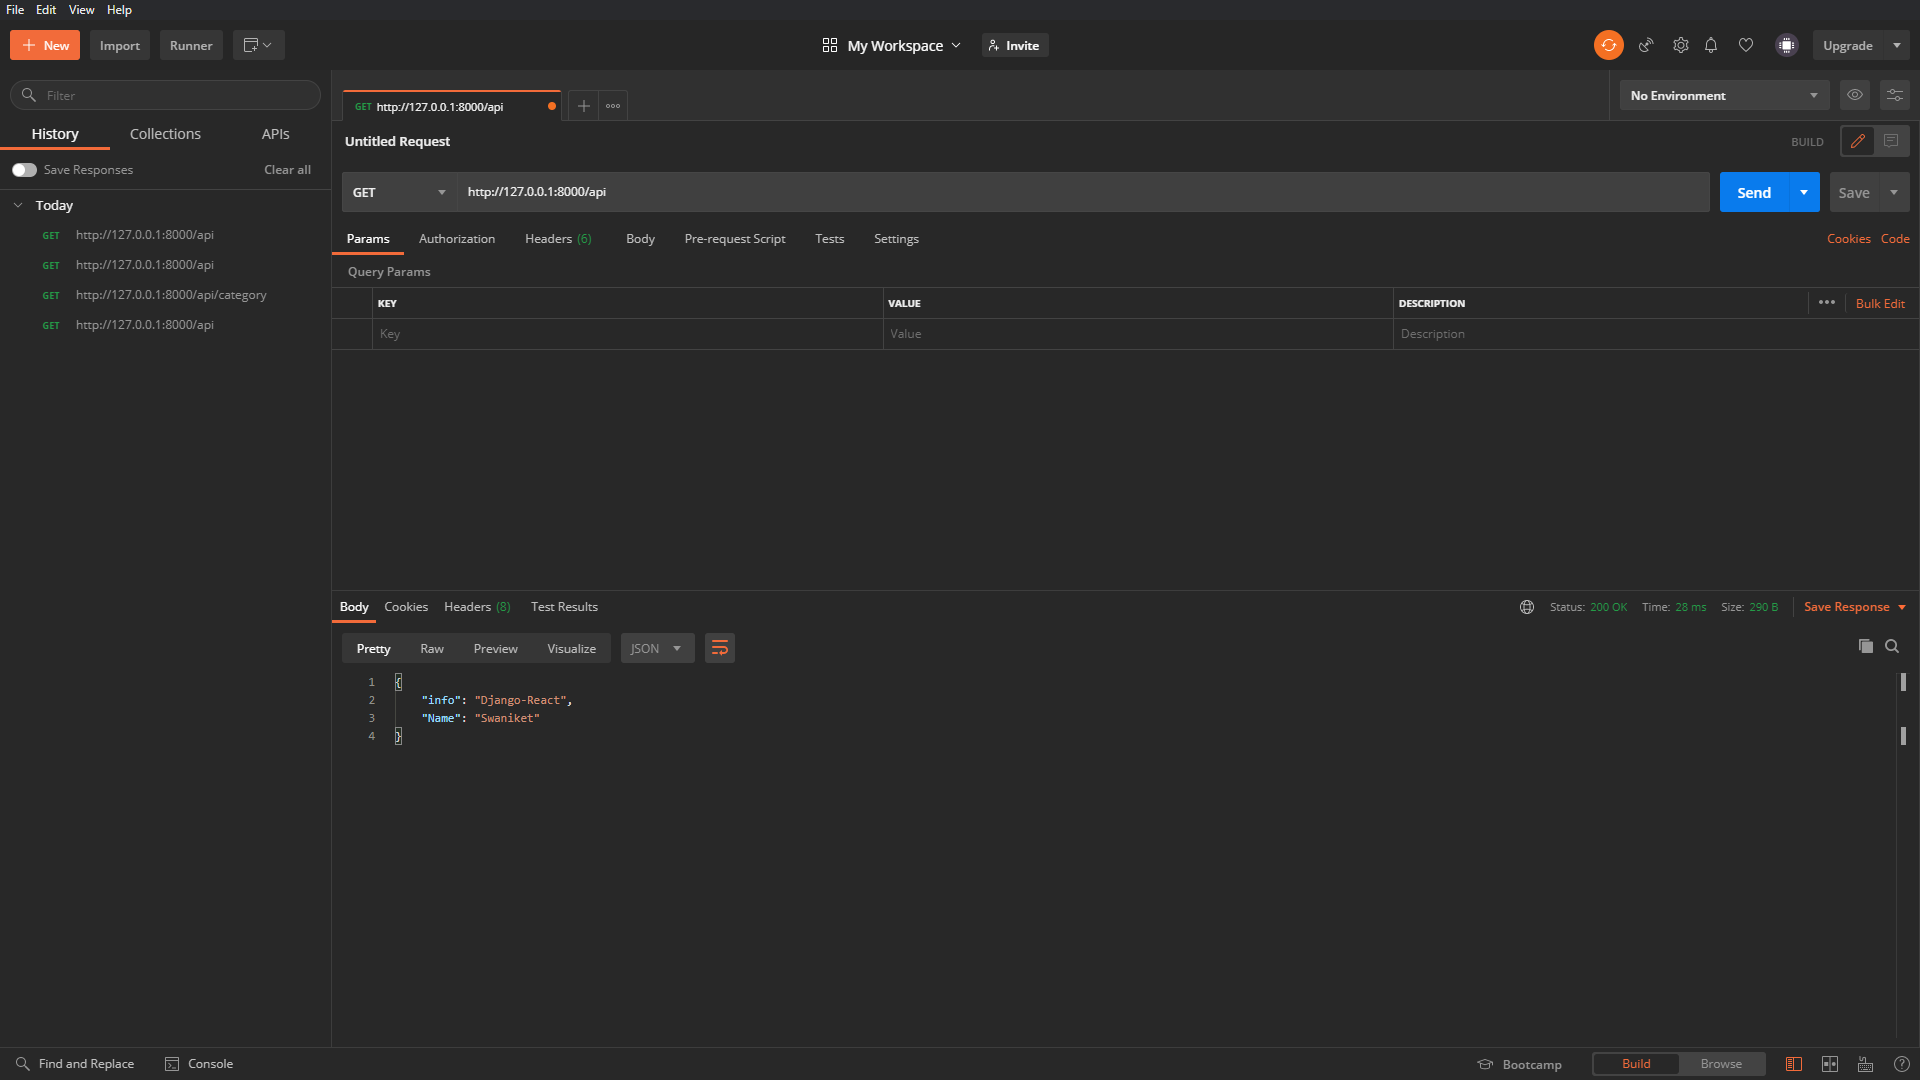 File Edit View Help
New Import Runner My Workspace Invite Upgrade
Filter
History Collections APIs
Save Responses Clear all
Today
GET http://127.0.0.1:8000/api
GET http://127.0.0.1:8000/api
GET http://127.0.0.1:8000/api/category
GET http://127.0.0.1:8000/api
GET http://127.0.0.1:8000/api
No Environment
Untitled Request BUILD
GET http://127.0.0.1:8000/api Send Save
Params Authorization Headers (6) Body Pre-request Script Tests Settings Cookies Code
Query Params
KEY VALUE DESCRIPTION Bulk Edit
Key Value Description
Body Cookies Headers (8) Test Results Status: 200 OK Time: 28 ms Size: 290 B Save Response
Pretty Raw Preview Visualize JSON
1 {
2 "info": "Django-React",
3 "Name": "Swaniket"
4 }
Find and Replace Console Bootcamp Build Browse